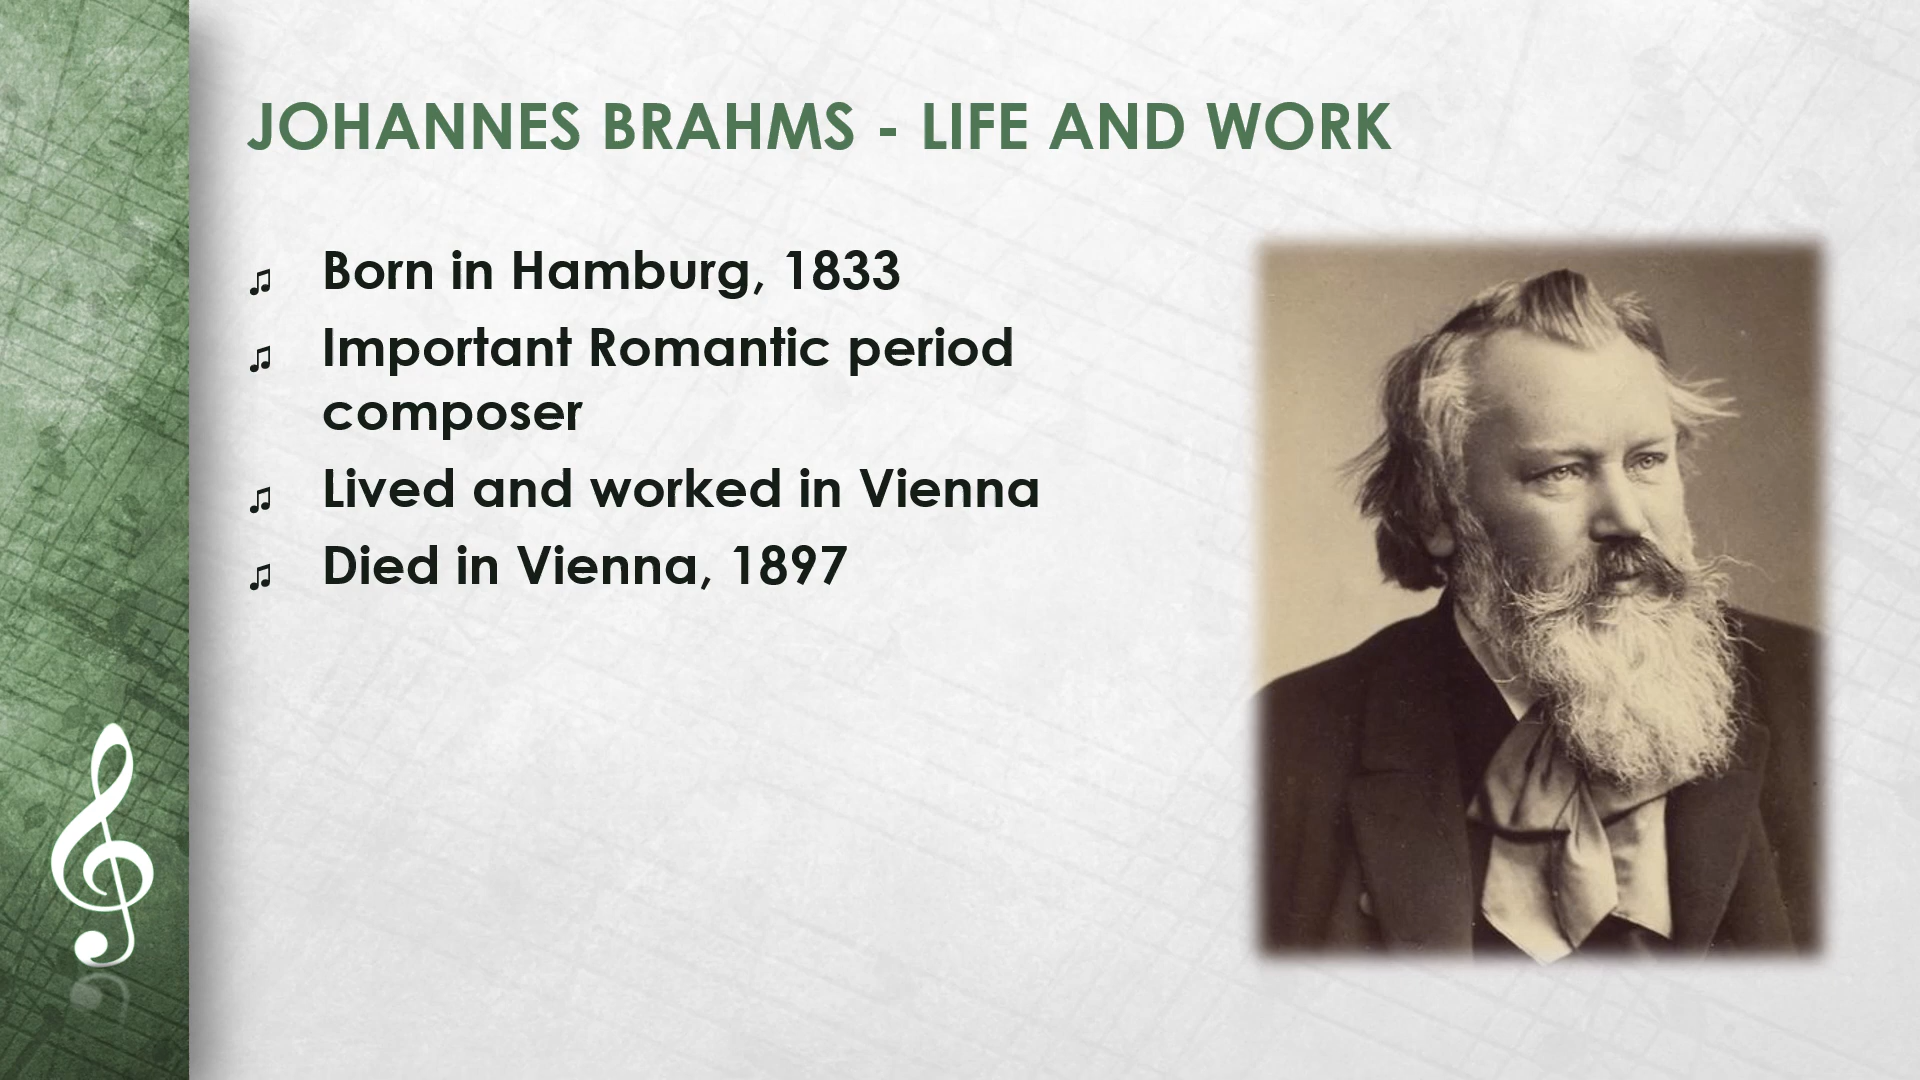 JOHANNES BRAHMS - LIFE AND WORK
♫ Born in Hamburg, 1833
♫ Important Romantic period
composer
♫ Lived and worked in Vienna
♫ Died in Vienna, 1897